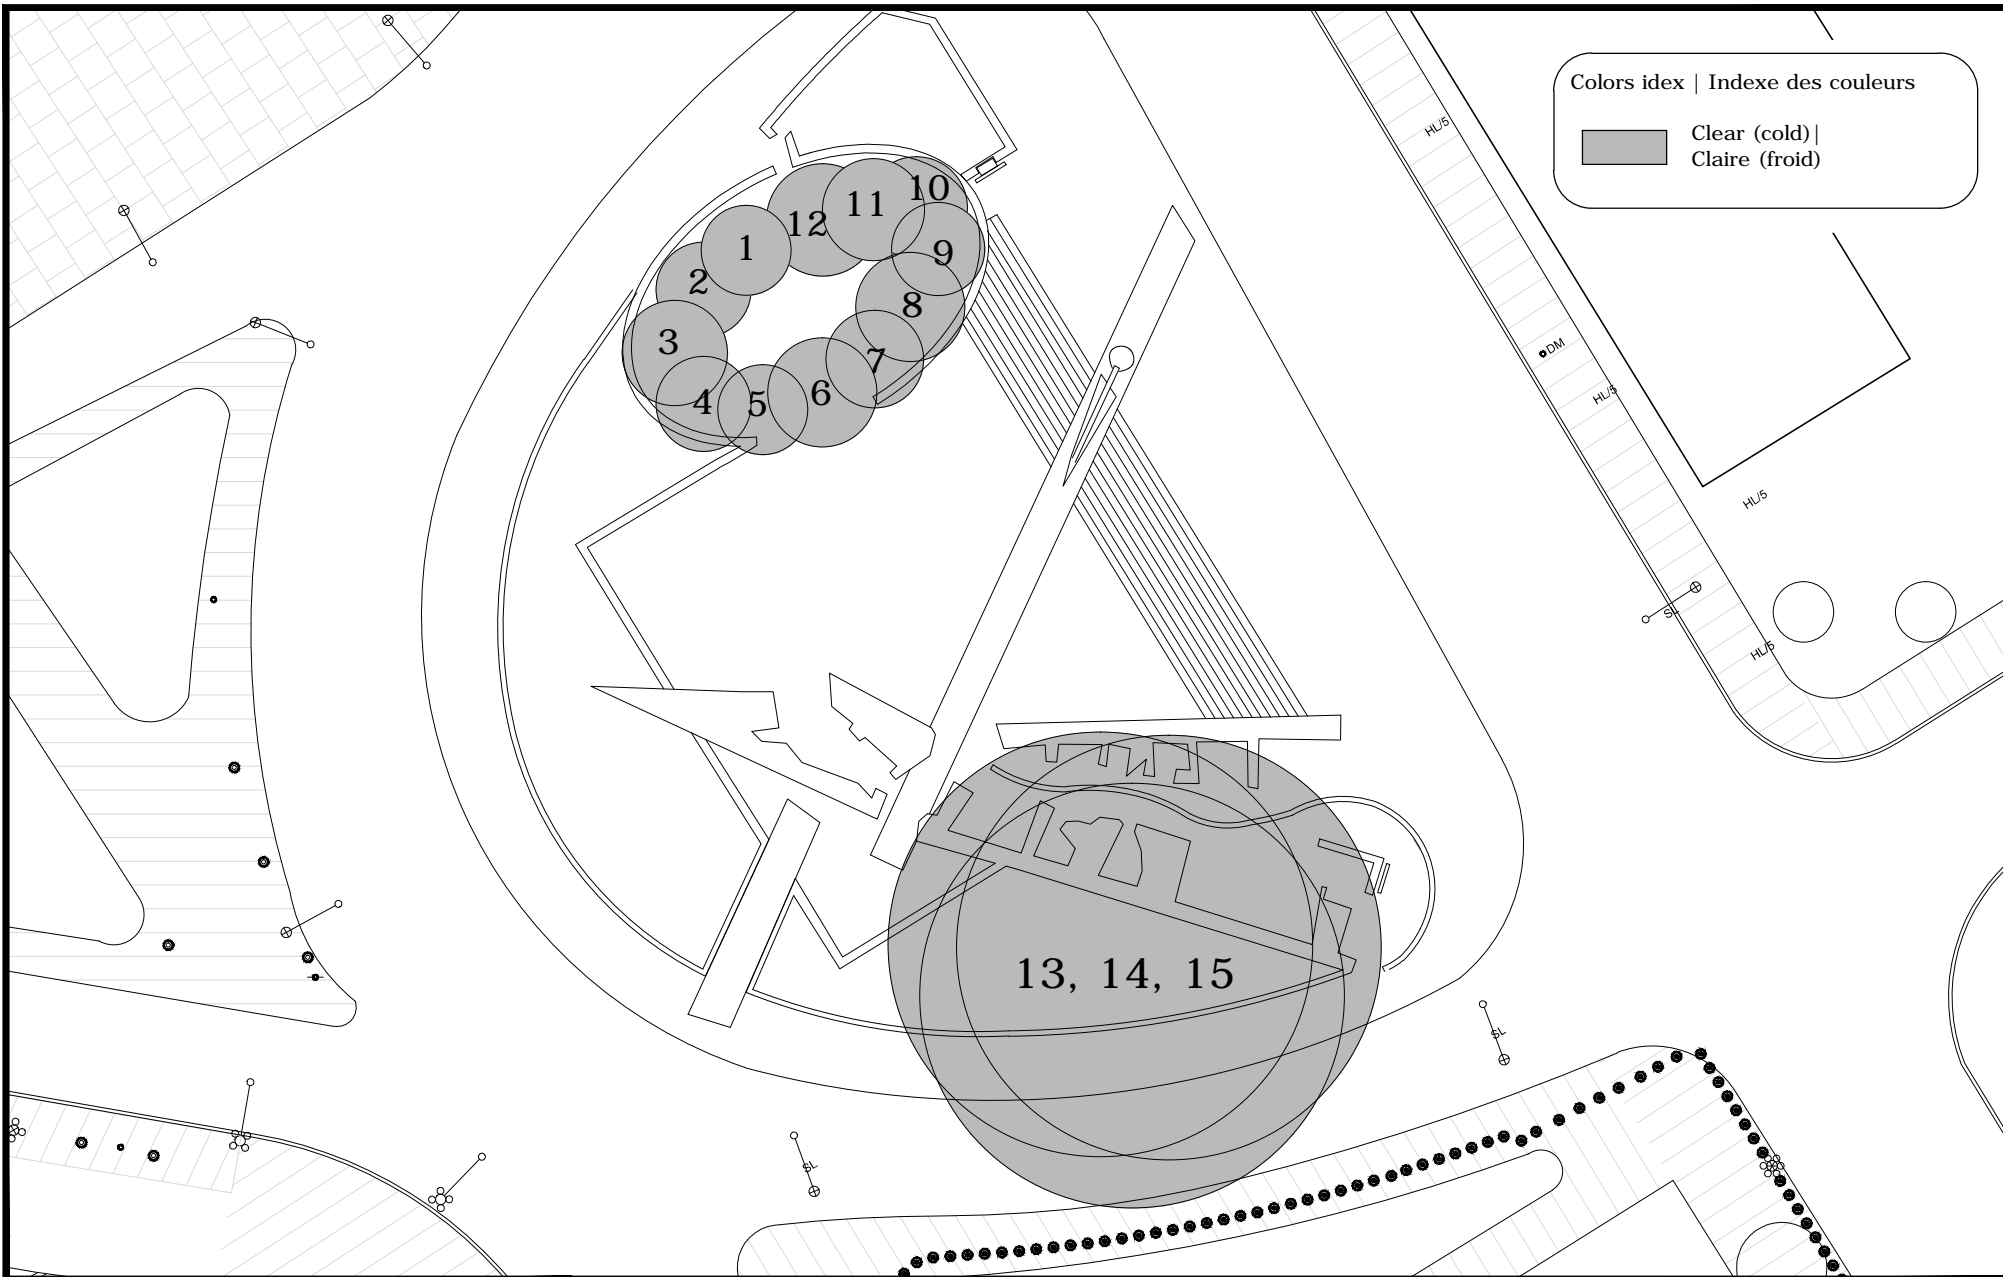 Colors idex | Indexe des couleurs
Clear (cold)|
Claire (froid)
HL/5
10
11
12
1
9
2
8
3
7
6
4
5
DM
HL/5
HL/5
SL
HL/5
13, 14, 15
SL
SL